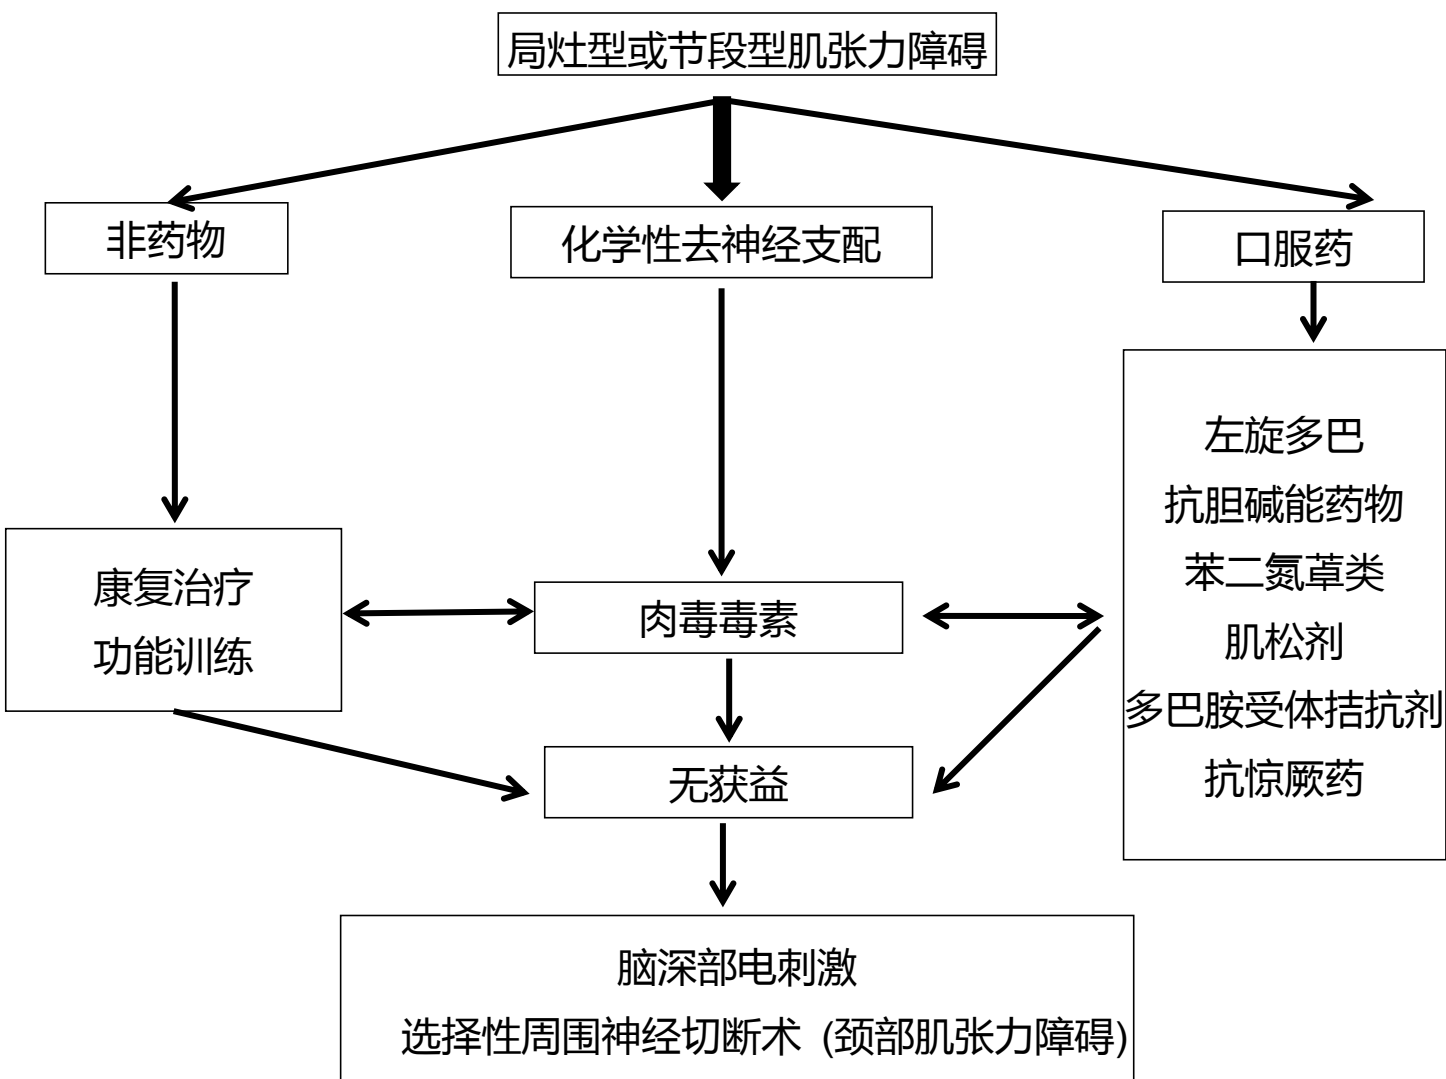 局灶型或节段型肌张力障碍
非药物
化学性去神经支配
口服药
左旋多巴
抗胆碱能药物
苯二氮䓬类
肌松剂
多巴胺受体拮抗剂
抗惊厥药
康复治疗
功能训练
肉毒毒素
无获益
脑深部电刺激
选择性周围神经切断术 (颈部肌张力障碍)